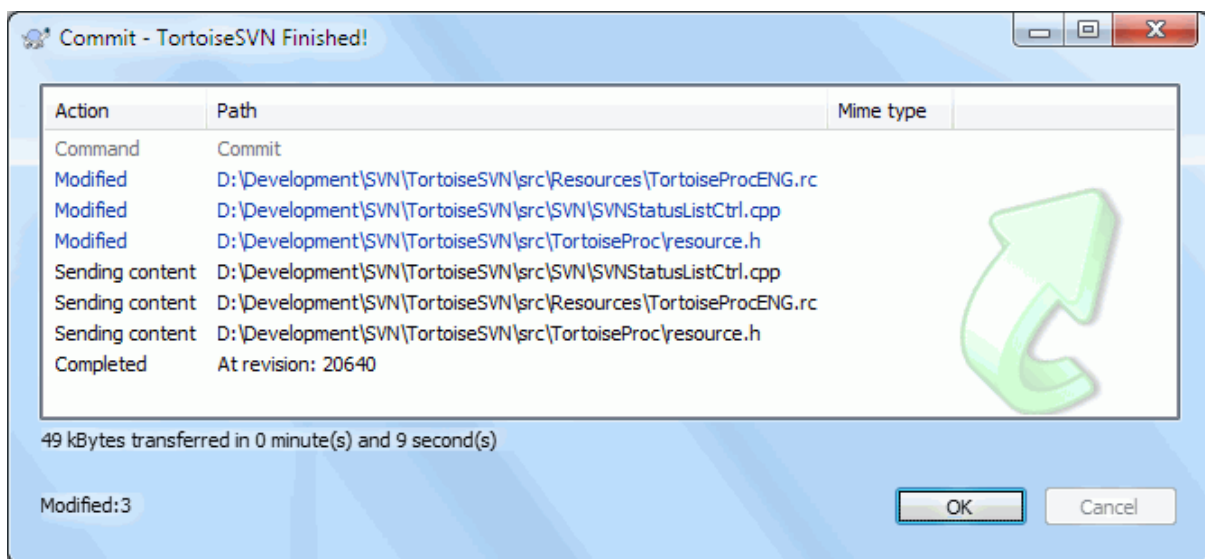 Commit - TortoiseSVN Finished!
Action Path Mime type
Command Commit
Modified D:\Development\SVN\TortoiseSVN\src\Resources\TortoiseProcENG.rc
Modified D:\Development\SVN\TortoiseSVN\src\SVN\SVNStatusListCtrl.cpp
Modified D:\Development\SVN\TortoiseSVN\src\TortoiseProc\resource.h
Sending content D:\Development\SVN\TortoiseSVN\src\SVN\SVNStatusListCtrl.cpp
Sending content D:\Development\SVN\TortoiseSVN\src\Resources\TortoiseProcENG.rc
Sending content D:\Development\SVN\TortoiseSVN\src\TortoiseProc\resource.h
Completed At revision: 20640
49 kBytes transferred in 0 minute(s) and 9 second(s)
Modified:3 OK Cancel